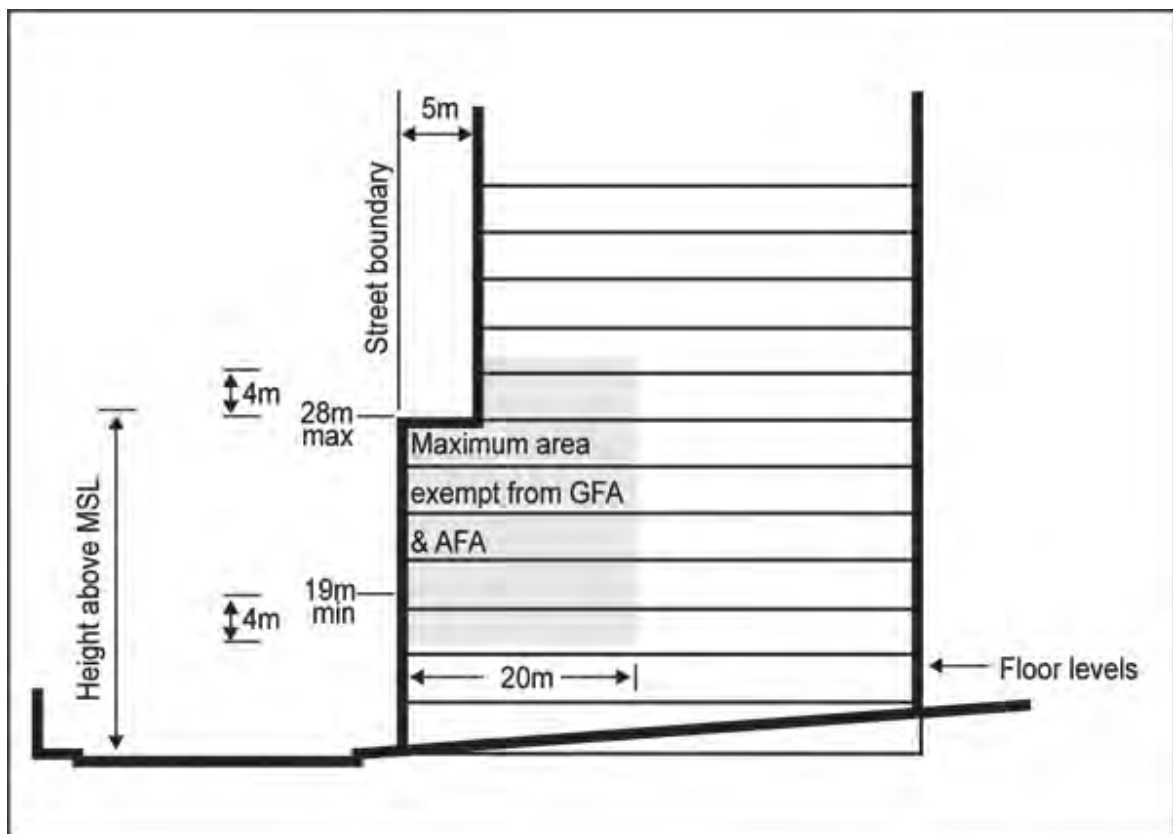 5m
Street boundary
4m
28m
max
Maximum area
exempt from GFA
& AFA
Height above MSL
19m
min
4m
20m
Floor levels